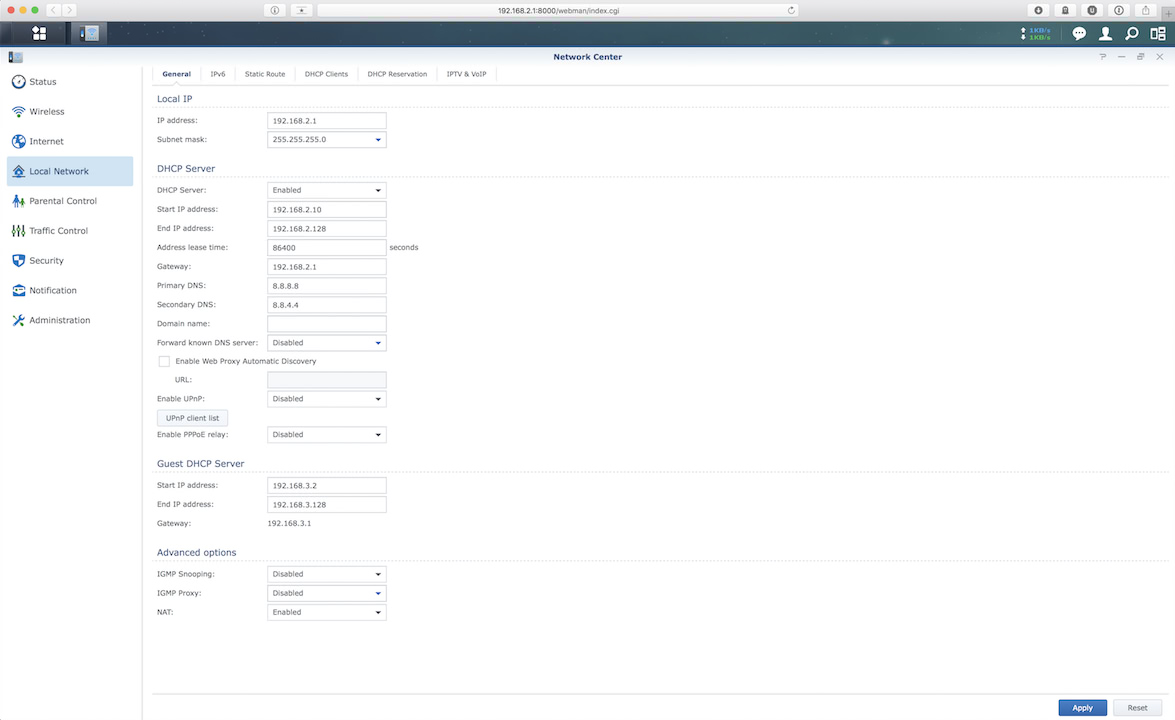 192.168.2.1:8000/webman/index.cgi
1KB/s
1KB/s
Network Center
Status
Wireless
Internet
Local Network
Parental Control
Traffic Control
Security
Notification
Administration
General IPv6 Static Route DHCP Clients DHCP Reservation IPTV & VoIP
Local IP
IP address: 192.168.2.1
Subnet mask: 255.255.255.0
DHCP Server
DHCP Server: Enabled
Start IP address: 192.168.2.10
End IP address: 192.168.2.128
Address lease time: 86400 seconds
Gateway: 192.168.2.1
Primary DNS: 8.8.8.8
Secondary DNS: 8.8.4.4
Domain name:
Forward known DNS server: Disabled
Enable Web Proxy Automatic Discovery
URL:
Enable UPnP: Disabled
UPnP client list
Enable PPPoE relay: Disabled
Guest DHCP Server
Start IP address: 192.168.3.2
End IP address: 192.168.3.128
Gateway: 192.168.3.1
Advanced options
IGMP Snooping: Disabled
IGMP Proxy: Disabled
NAT: Enabled
Apply Reset